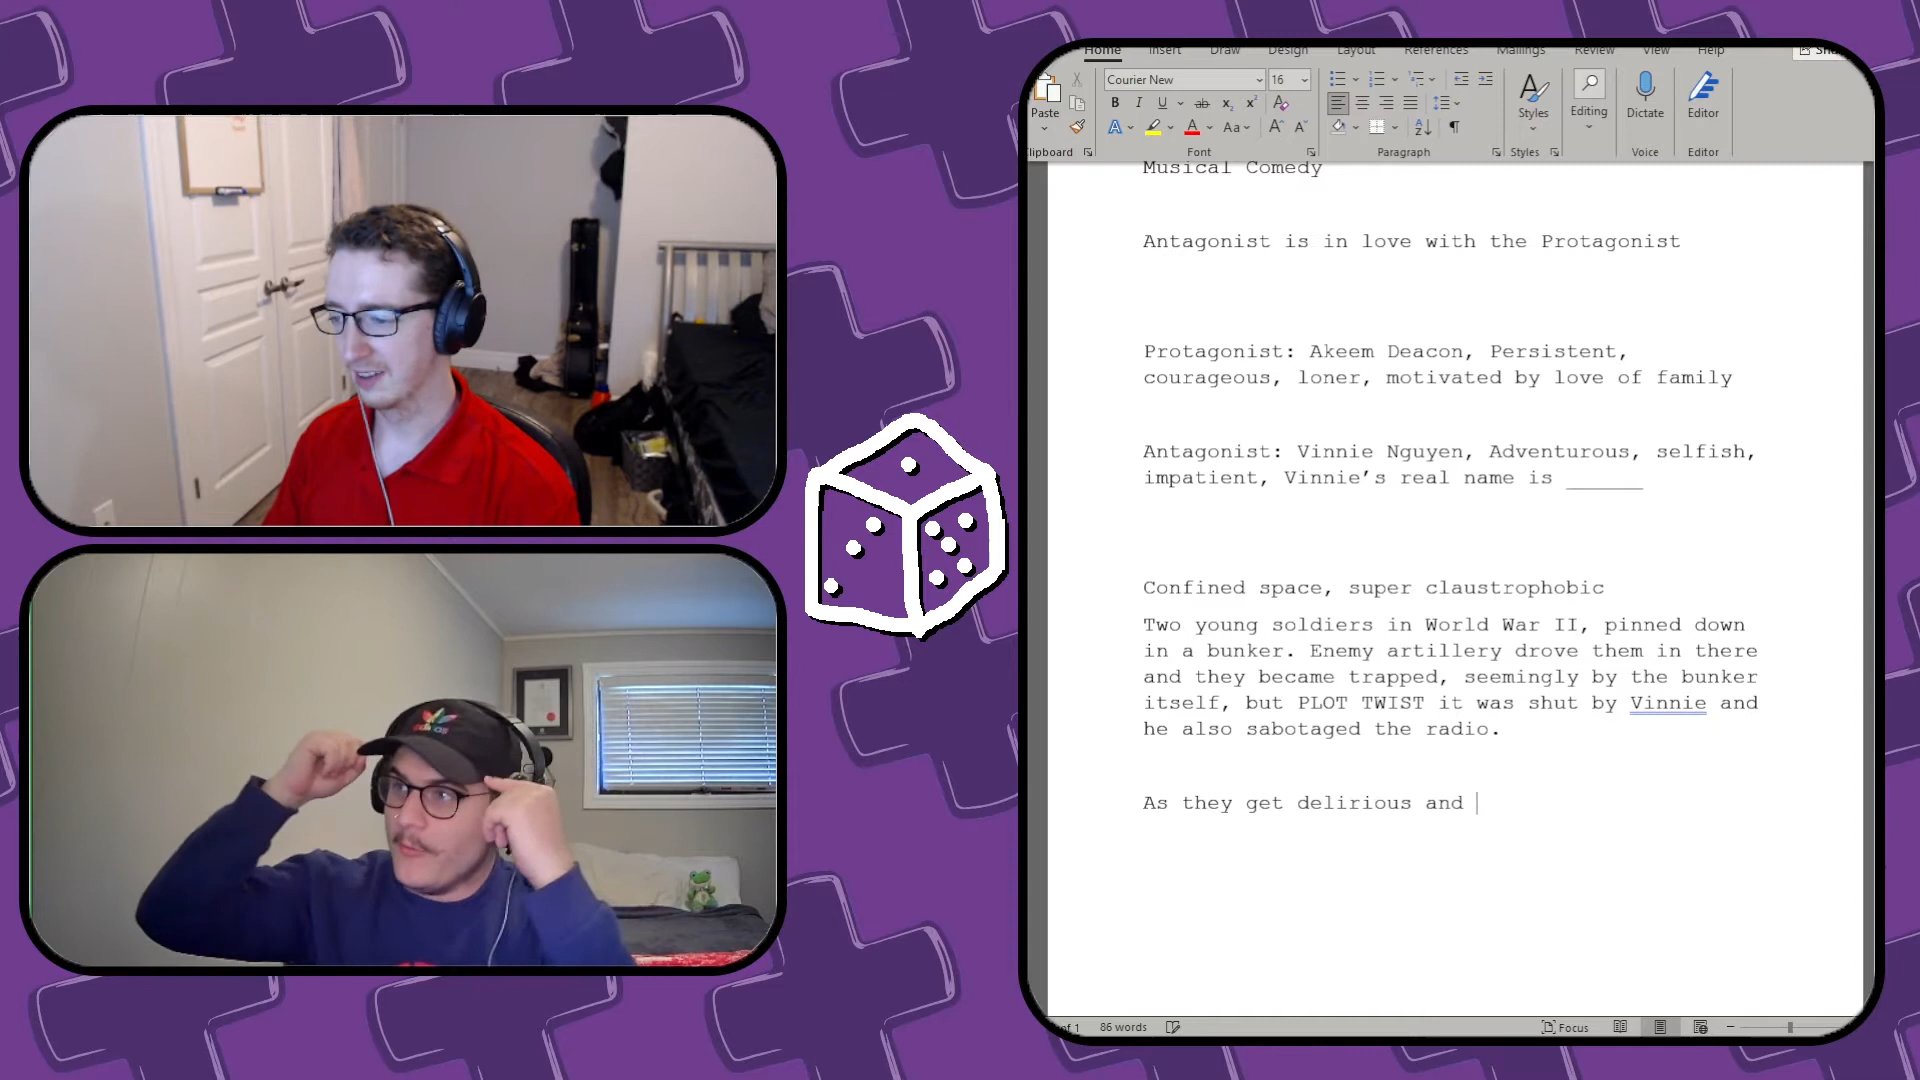 Home Insert Draw Design Layout References Mailings Review View Help
Courier New 16
Paste
Aa
Styles Editing Dictate Editor
Clipboard Font Paragraph Styles Voice Editor
Musical Comedy
Antagonist is in love with the Protagonist
Protagonist: Akeem Deacon, Persistent,
courageous, loner, motivated by love of family
Antagonist: Vinnie Nguyen, Adventurous, selfish,
impatient, Vinnie’s real name is ______
Confined space, super claustrophobic
Two young soldiers in World War II, pinned down
in a bunker. Enemy artillery drove them in there
and they became trapped, seemingly by the bunker
itself, but PLOT TWIST it was shut by Vinnie and
he also sabotaged the radio.
As they get delirious and
of 1 86 words Focus